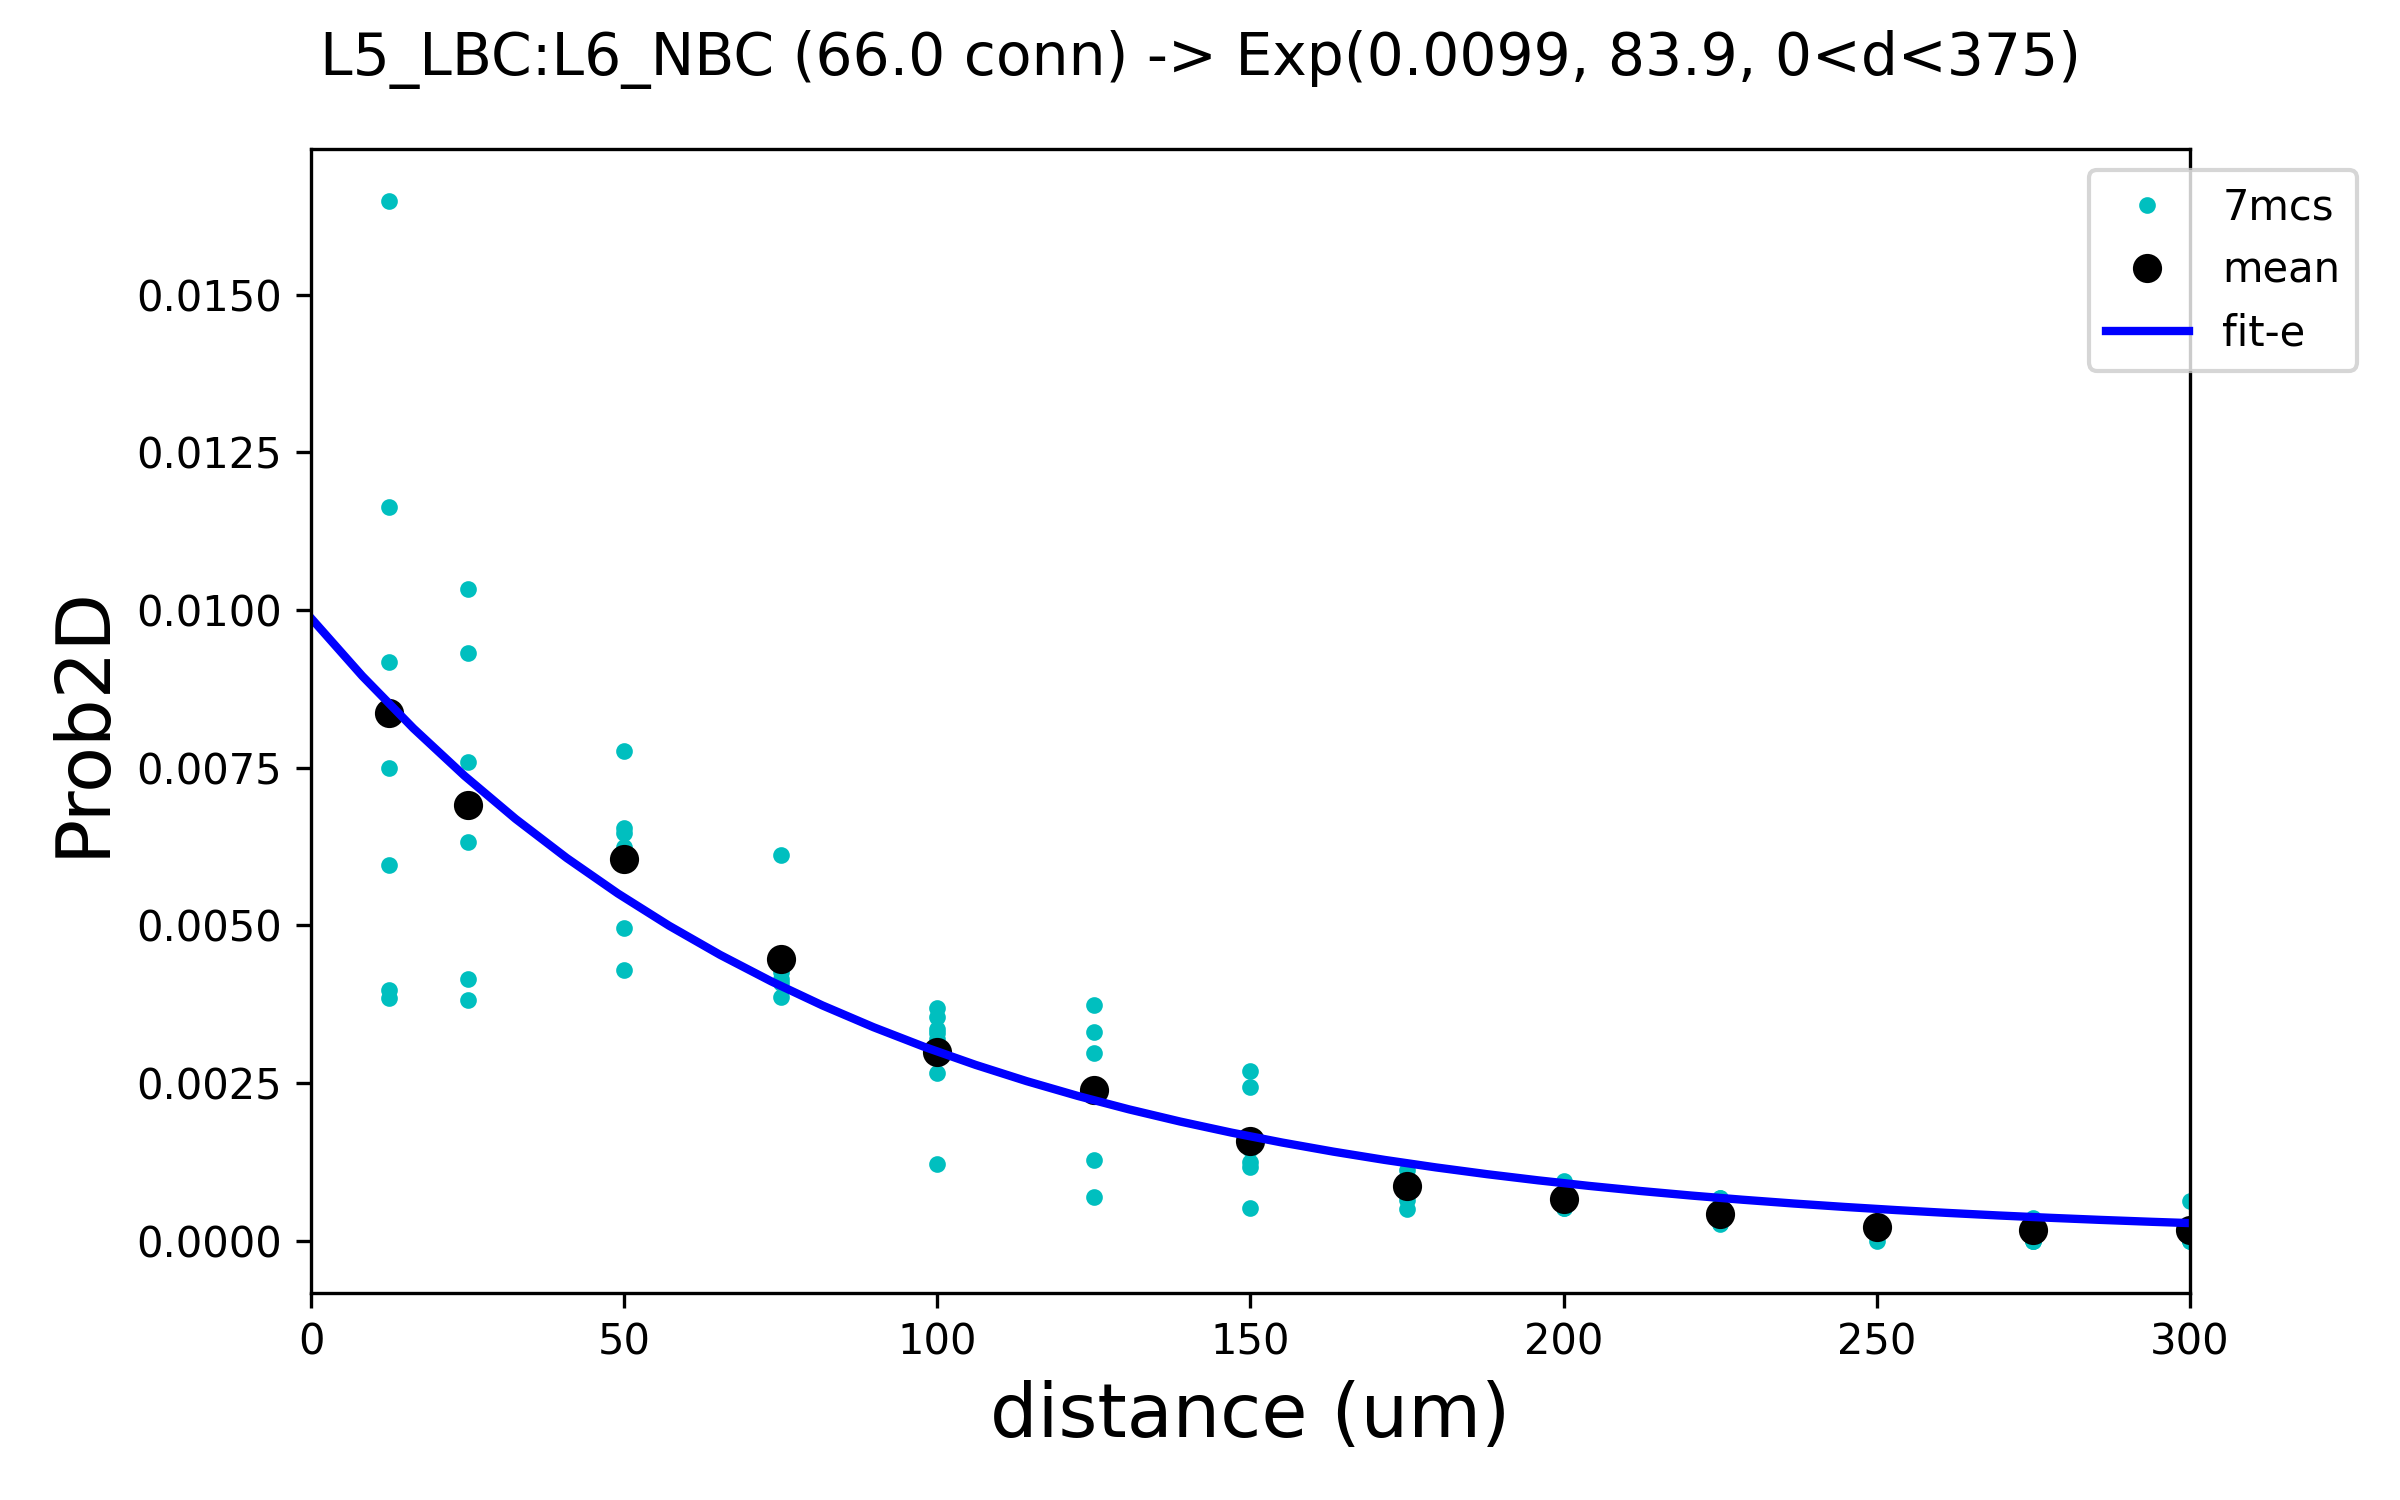 L5_LBC:L6_NBC (66.0 conn) -> Exp(0.0099, 83.9, 0<d<375)
7mcs
mean
fit-e
Prob2D
0.0150
0.0125
0.0100
0.0075
0.0050
0.0025
0.0000
0 50 100 150 200 250 300
distance (um)